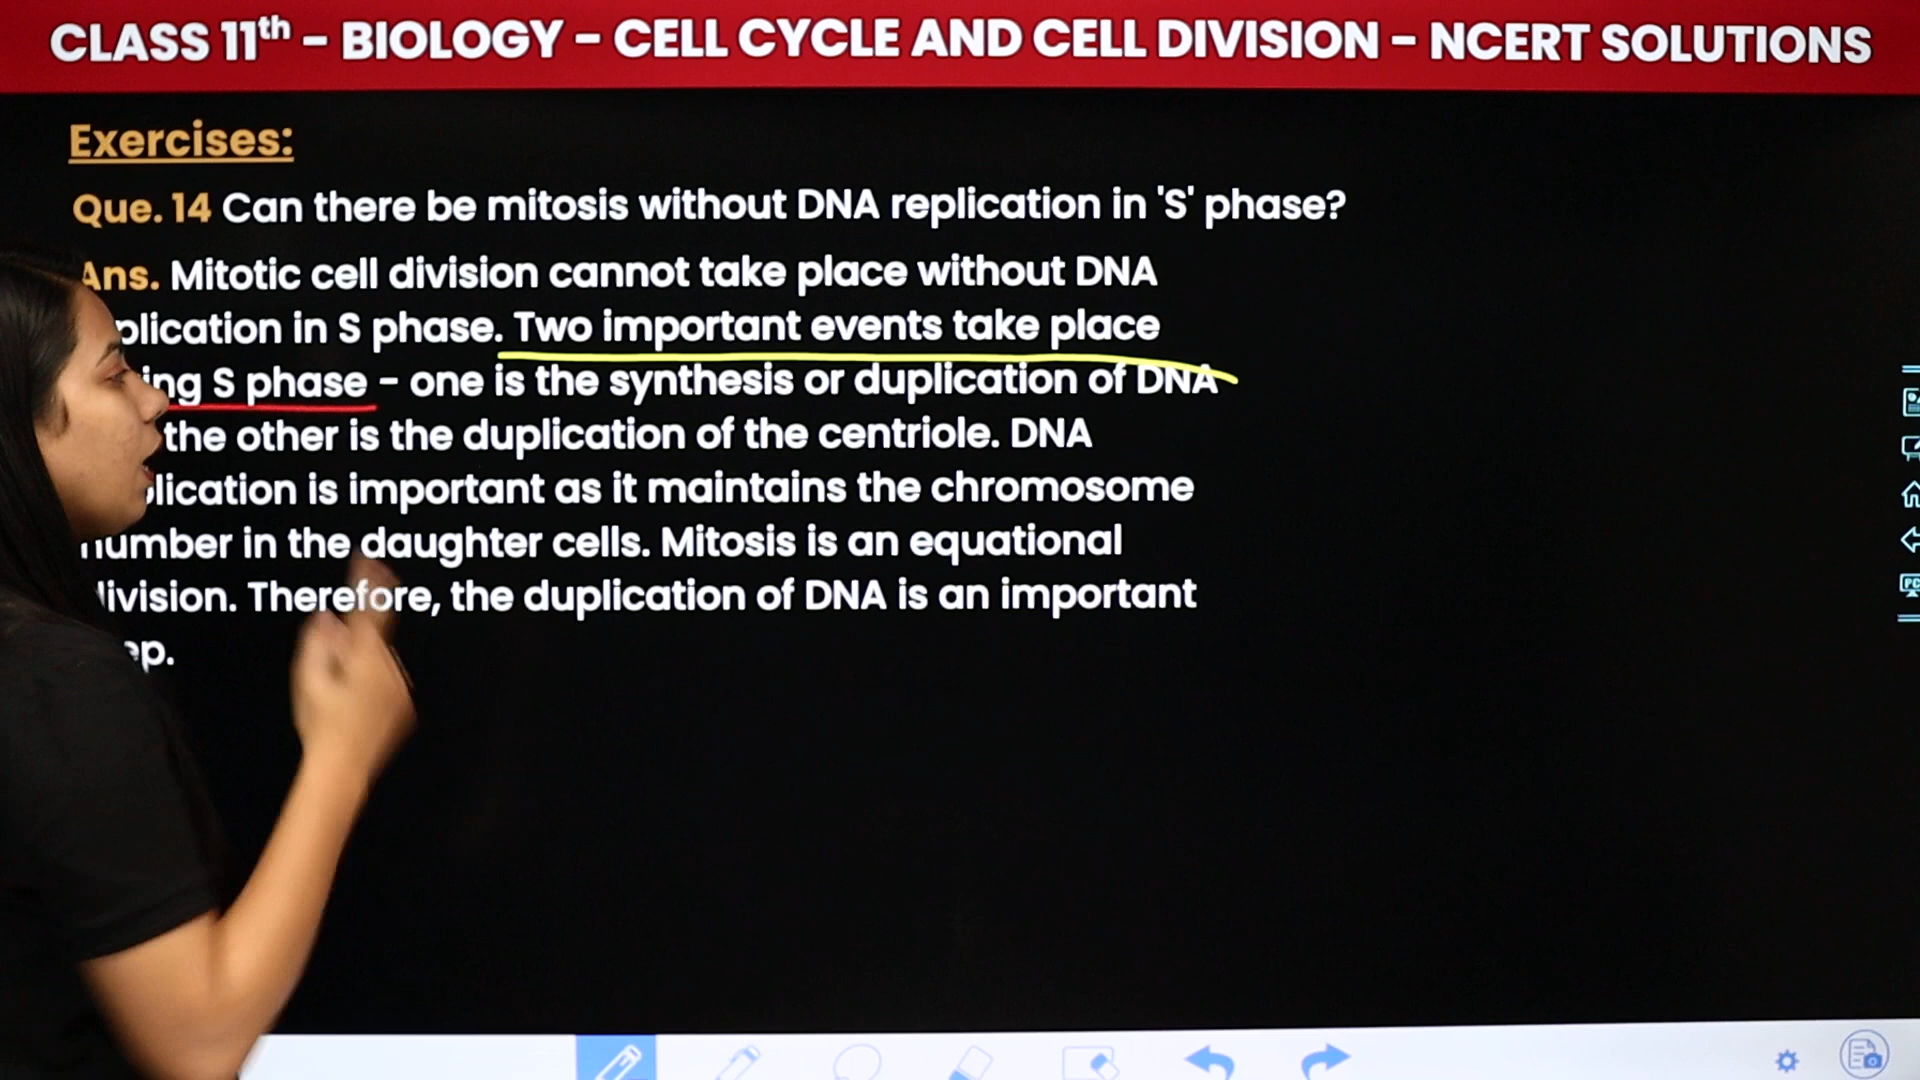 CLASS 11th - BIOLOGY - CELL CYCLE AND CELL DIVISION - NCERT SOLUTIONS
Exercises:
Que. 14 Can there be mitosis without DNA replication in 'S' phase?
Ans. Mitotic cell division cannot take place without DNA
plication in S phase. Two important events take place
ing S phase - one is the synthesis or duplication of DNA
the other is the duplication of the centriole. DNA
lication is important as it maintains the chromosome
number in the daughter cells. Mitosis is an equational
division. Therefore, the duplication of DNA is an important
ep.